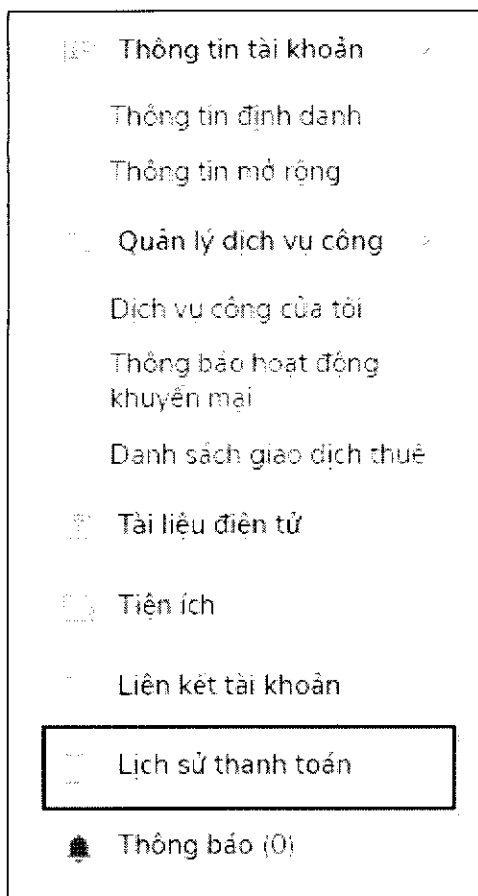 Thông tin tài khoản
Thông tin định danh
Thông tin mở rộng
Quản lý dịch vụ công
Dịch vụ công của tôi
Thông báo hoạt động
khuyến mại
Danh sách giao dịch thuê
Tài liệu điện tử
Tiện ích
Liên kết tài khoản
Lịch sử thanh toán
Thông báo (0)